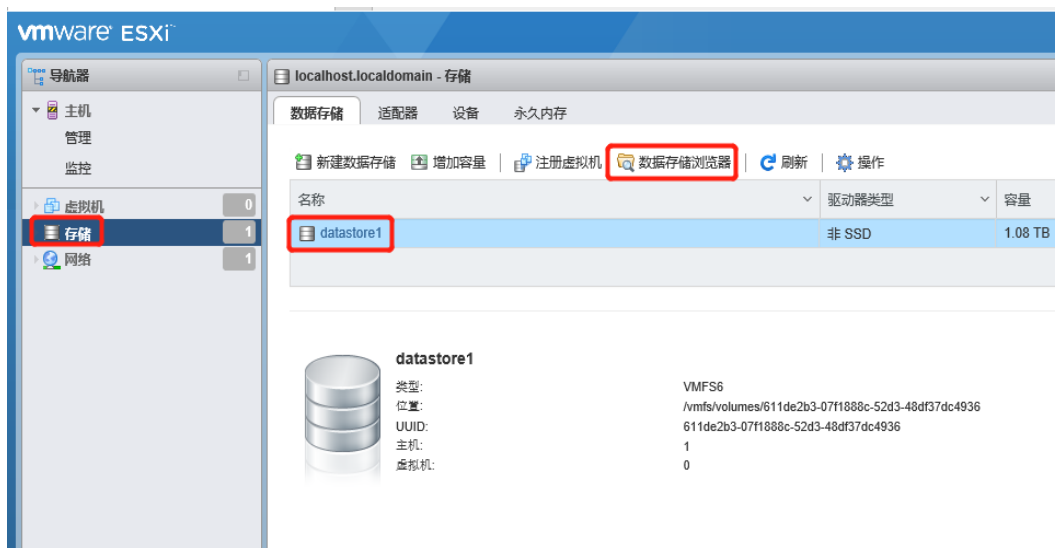 vmware ESXi
导航器
主机
管理
监控
虚拟机 0
存储 1
网络 1
localhost.localdomain - 存储
数据存储 适配器 设备 永久内存
新建数据存储 增加容量 注册虚拟机 数据存储浏览器 刷新 操作
名称 驱动器类型 容量
datastore1 非 SSD 1.08 TB
datastore1
类型: VMFS6
位置: /vmfs/volumes/611de2b3-07f1888c-52d3-48df37dc4936
UUID: 611de2b3-07f1888c-52d3-48df37dc4936
主机: 1
虚拟机: 0